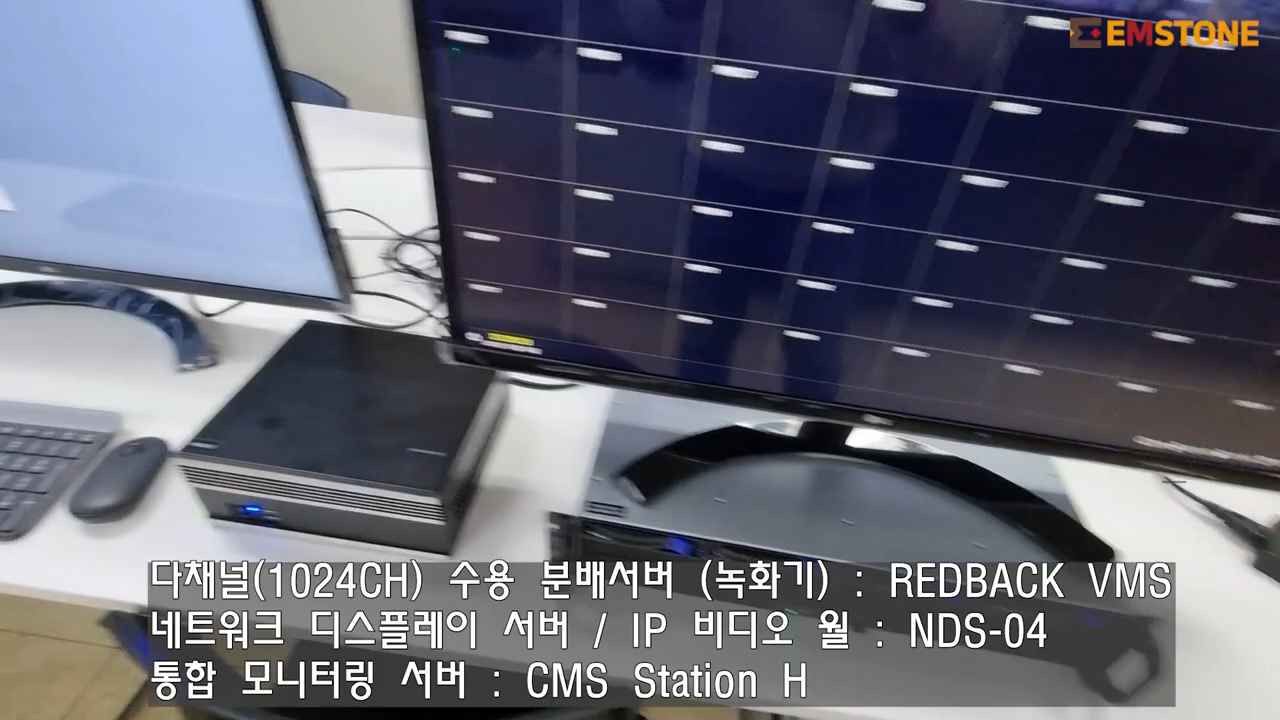 EMSTONE
다채널(1024CH) 수용 분배서버 (녹화기) : REDBACK VMS
네트워크 디스플레이 서버 / IP 비디오 월 : NDS-04
통합 모니터링 서버 : CMS Station H